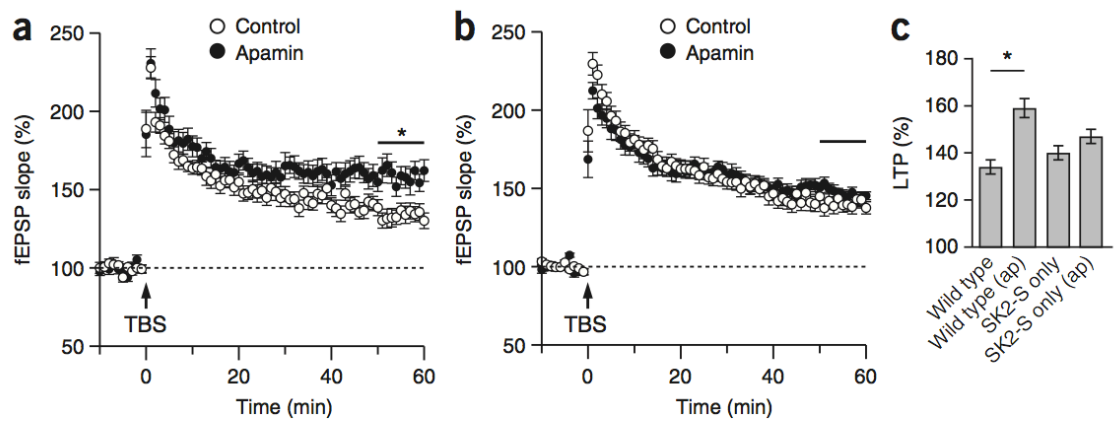 a
Control
Apamin
250
200
150
100
50
fEPSP slope (%)
*
TBS
0
20
40
60
Time (min)
b
Control
Apamin
250
200
150
100
50
fEPSP slope (%)
TBS
0
20
40
60
Time (min)
c
180
160
140
120
100
LTP (%)
*
Wild type
Wild type (ap)
SK2-S only
SK2-S only (ap)